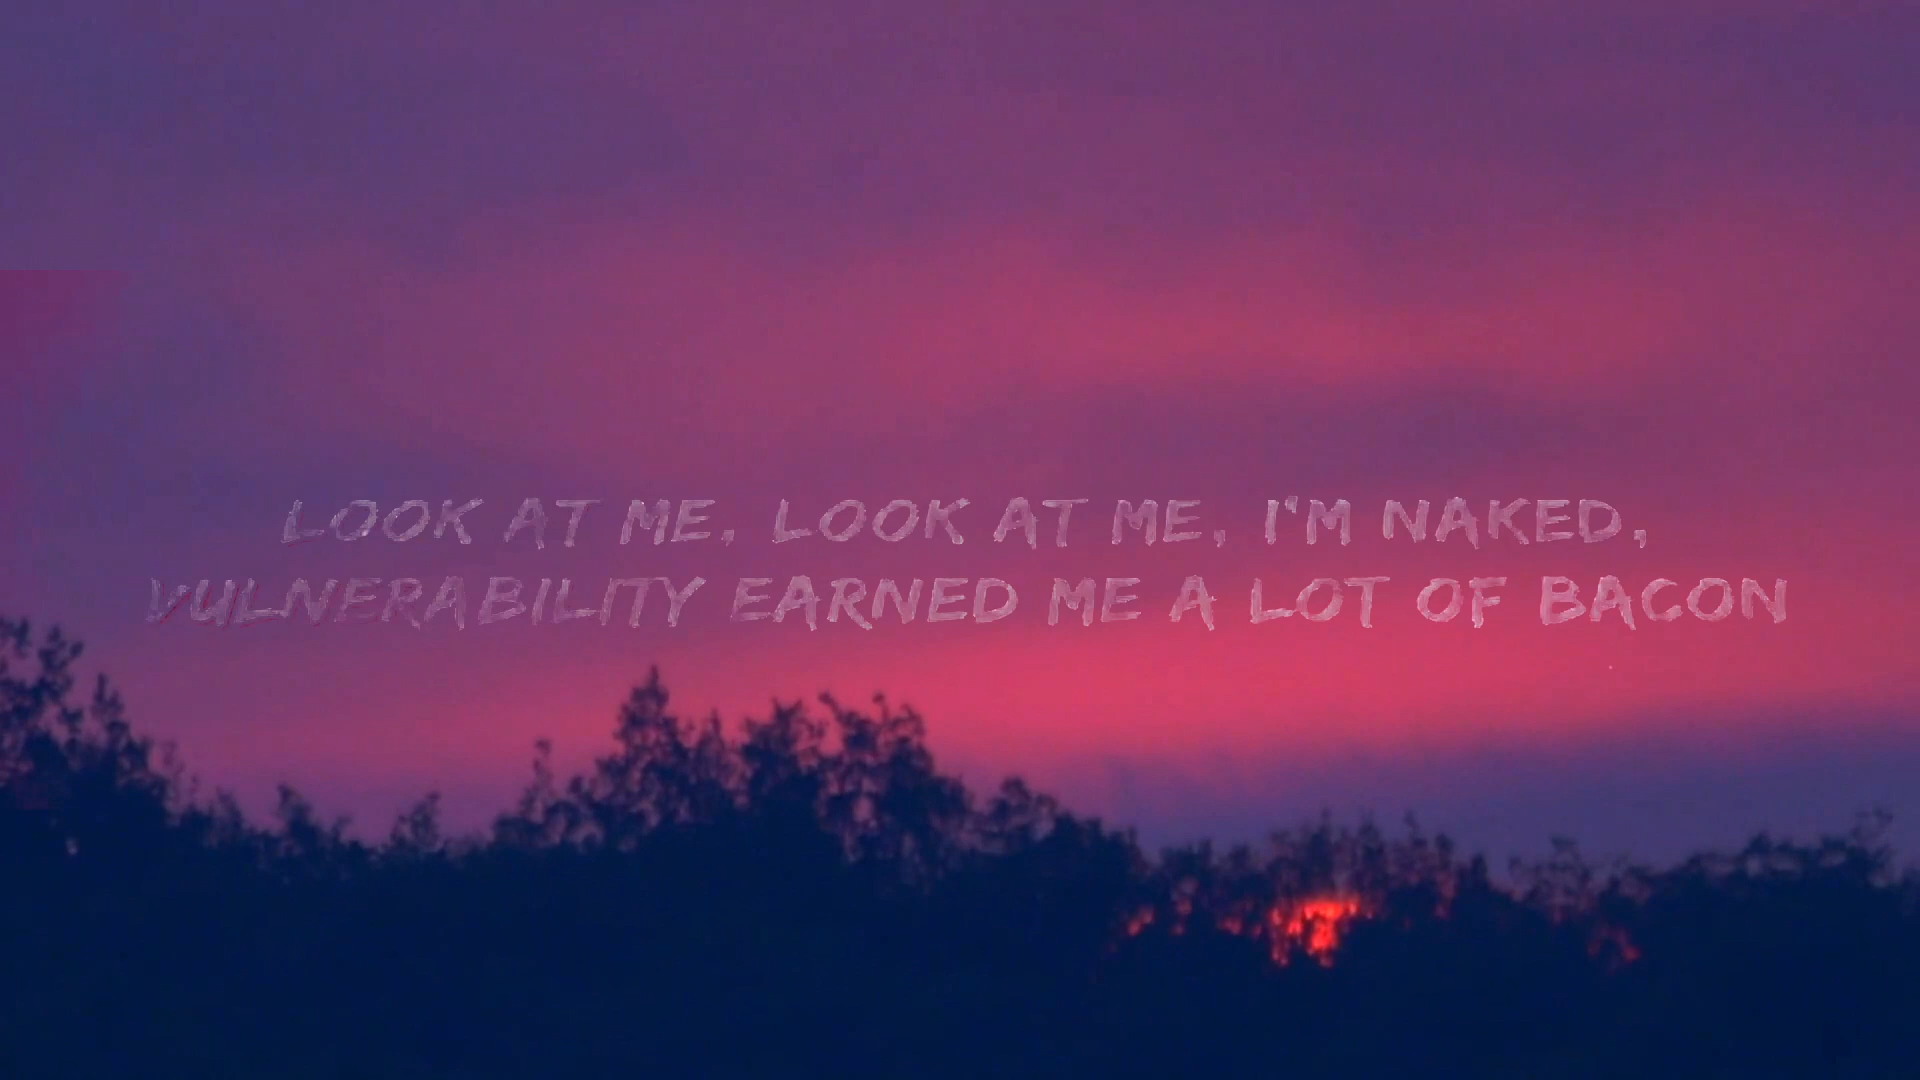 LOOK AT ME, LOOK AT ME, I'M NAKED,
VULNERABILITY EARNED ME A LOT OF BACON